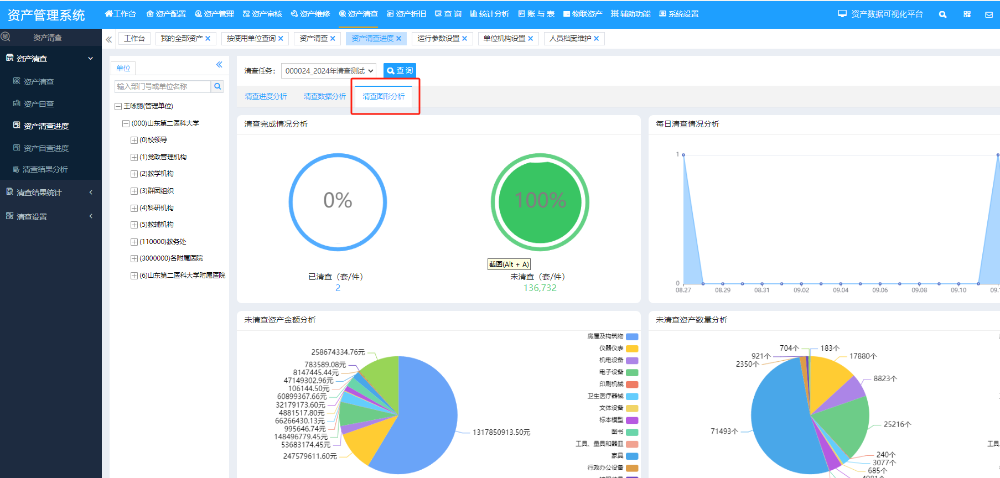 资产管理系统
工作台 资产配置 资产管理 资产审核 资产维修 资产清查 资产折旧 查 询 统计分析 账 与 表 物联资产 辅助功能 系统设置 资产数据可视化平台
资产清查
工作台 我的全部资产 按使用单位查询 资产清查 资产清查进度 运行参数设置 单位机构设置 人员档案维护
资产清查
资产清查
资产自查
资产清查进度
资产自查进度
清查结果分析
清查结果统计
清查设置
单位
输入部门号或单位名称
王咏丽(管理单位)
(000)山东第二医科大学
(0)校领导
(1)党政管理机构
(2)教学机构
(3)群团组织
(4)科研机构
(5)教辅机构
(110000)教务处
(3000000)各附属医院
(6)山东第二医科大学附属医院
清查任务: 000024_2024年清查测试 查 询
清查进度分析 清查数据分析 清查图形分析
清查完成情况分析
0%
100%
截图(Alt + A)
已清查（套/件）
2
未清查（套/件）
136,732
每日清查情况分析
1
0
08.27 08.29 08.31 09.02 09.04 09.06 09.08 09.10 09.
未清查资产金额分析
258674334.76元
783589.08元
8147445.44元
47149302.96元
106144.50元
60899367.66元
32179173.60元
4881517.80元
66266430.13元
995646.74元
148496779.45元
53683174.45元
247579611.60元
1317850913.50元
房屋及构筑物
仪器仪表
机电设备
电子设备
印刷机械
卫生医疗器械
文体设备
标本模型
图书
工具、量具和器皿
家具
行政办公设备
未清查资产数量分析
704个
183个
921个
17880个
2350个
8823个
71493个
25216个
240个
3077个
685个
4981个
工具